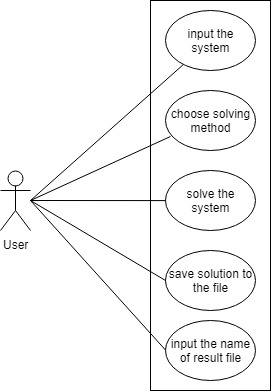 input the
system
choose solving
method
solve the
system
User
save solution to
the file
input the name
of result file